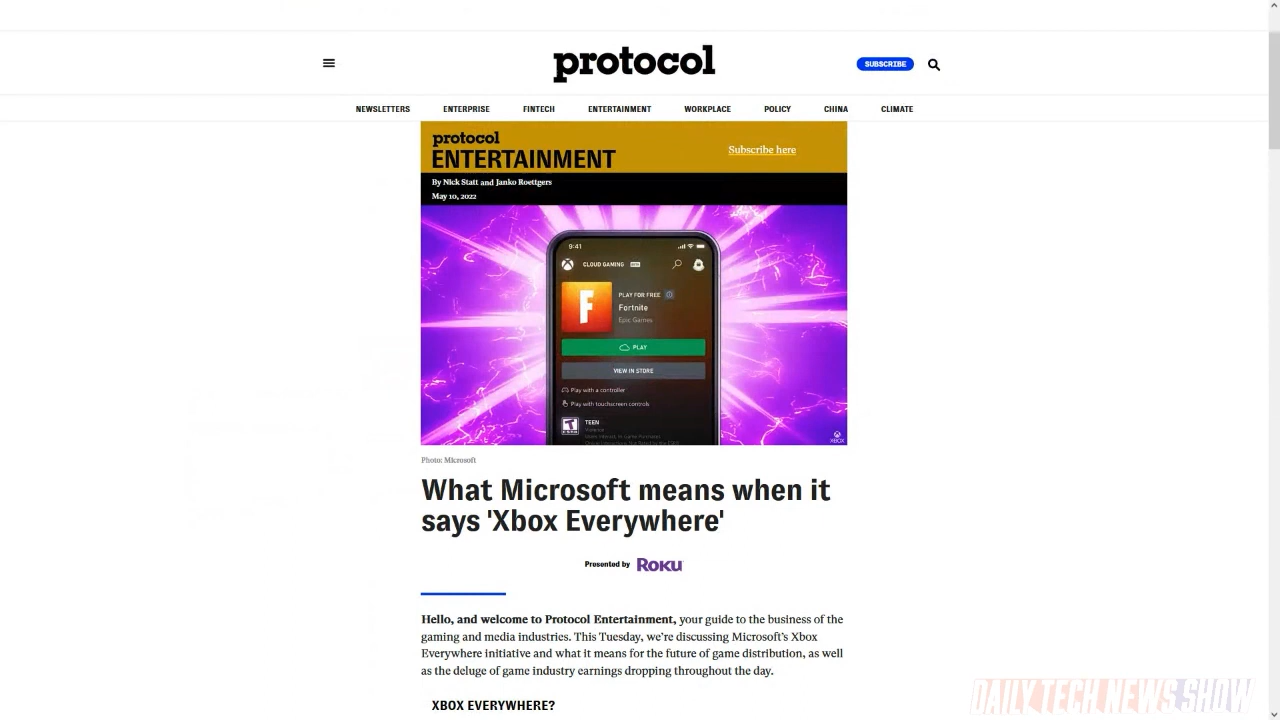 protocol
SUBSCRIBE
NEWSLETTERS ENTERPRISE FINTECH ENTERTAINMENT WORKPLACE POLICY CHINA CLIMATE
protocol
ENTERTAINMENT
Subscribe here
By Nick Statt and Janko Roettgers
May 10, 2022
9:41
CLOUD GAMING BETA
PLAY FOR FREE
Fortnite
Epic Games
PLAY
VIEW IN STORE
Play with a controller
Play with touchscreen controls
TEEN
Violence
XBOX
Photo: Microsoft
What Microsoft means when it
says 'Xbox Everywhere'
Presented by ROKU
Hello, and welcome to Protocol Entertainment, your guide to the business of the
gaming and media industries. This Tuesday, we're discussing Microsoft's Xbox
Everywhere initiative and what it means for the future of game distribution, as well
as the deluge of game industry earnings dropping throughout the day.
XBOX EVERYWHERE?
DAILY TECH NEWS SHOW